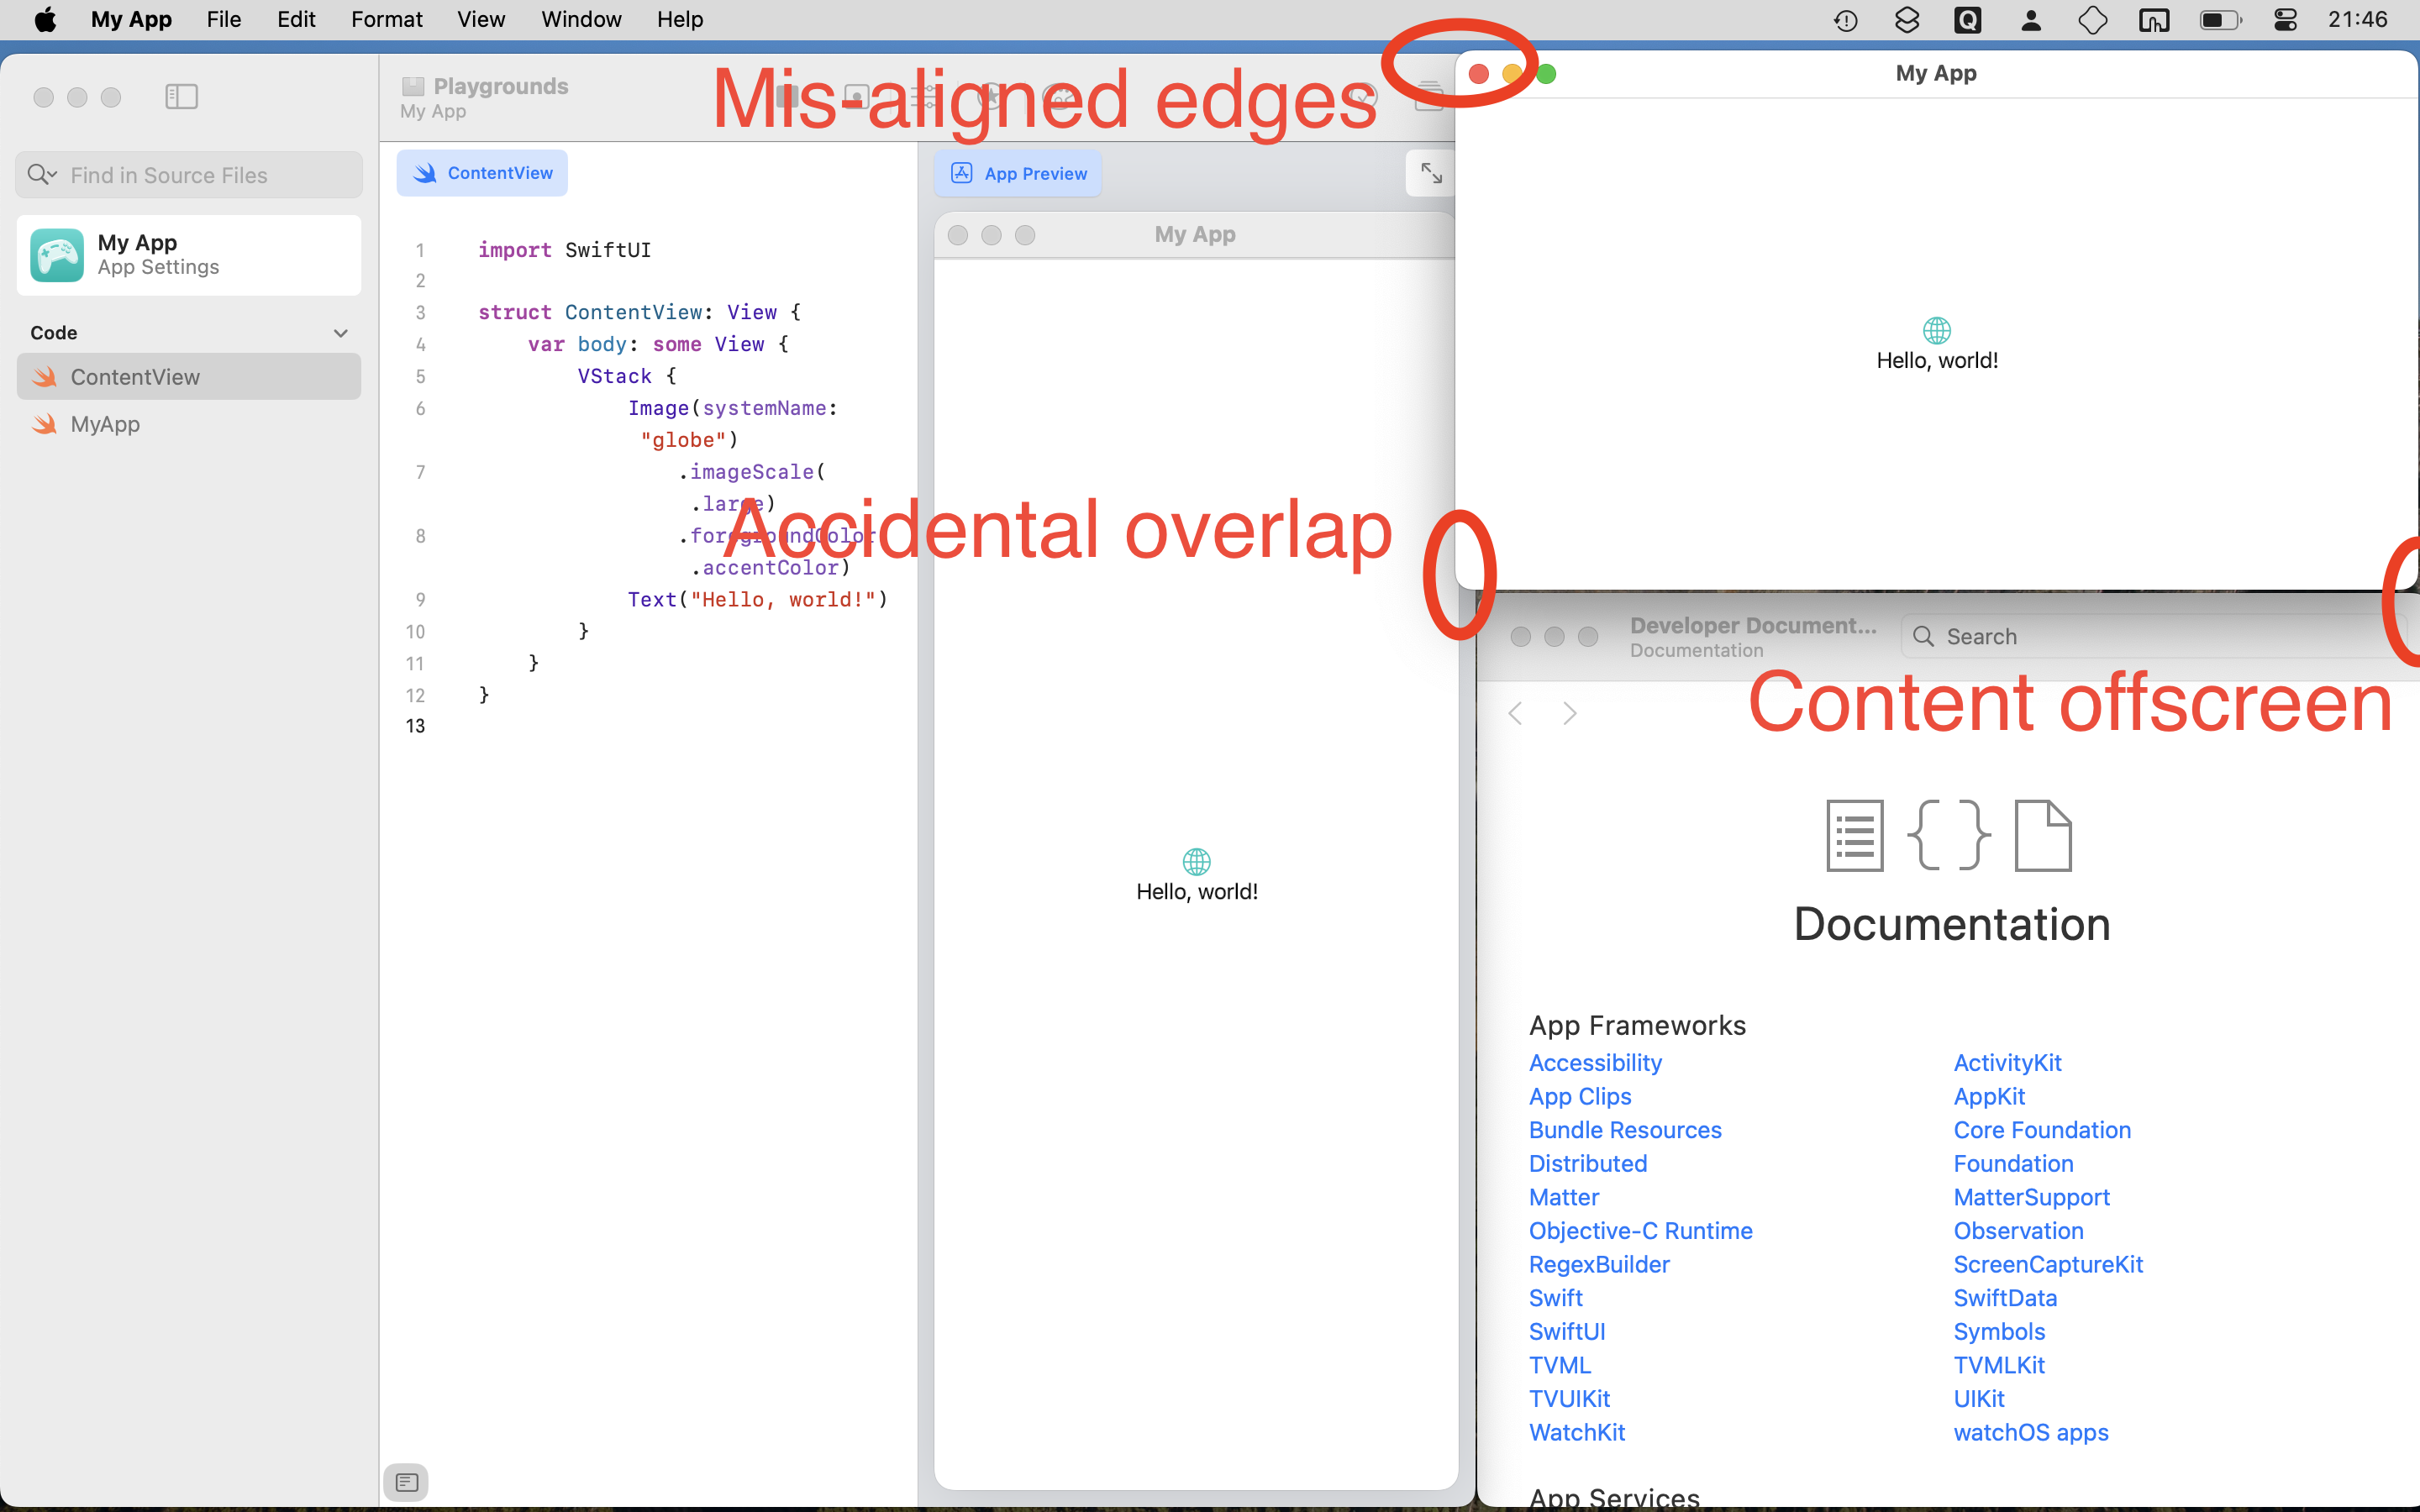 My App File Edit Format View Window Help 21:46
Playgrounds
My App
Mis-aligned edges
My App
Find in Source Files
ContentView
App Preview
My App
App Settings
My App
Code
ContentView
MyApp
1 import SwiftUI
2
3 struct ContentView: View {
4 var body: some View {
5 VStack {
6 Image(systemName:
"globe")
7 .imageScale(
.large)
8 .foregroundColor
.accentColor)
9 Text("Hello, world!")
10 }
11 }
12 }
13
Accidental overlap
Hello, world!
Hello, world!
Developer Document...
Documentation
Search
Content offscreen
Documentation
App Frameworks
Accessibility ActivityKit
App Clips AppKit
Bundle Resources Core Foundation
Distributed Foundation
Matter MatterSupport
Objective-C Runtime Observation
RegexBuilder ScreenCaptureKit
Swift SwiftData
SwiftUI Symbols
TVML TVMLKit
TVUIKit UIKit
WatchKit watchOS apps
App Services